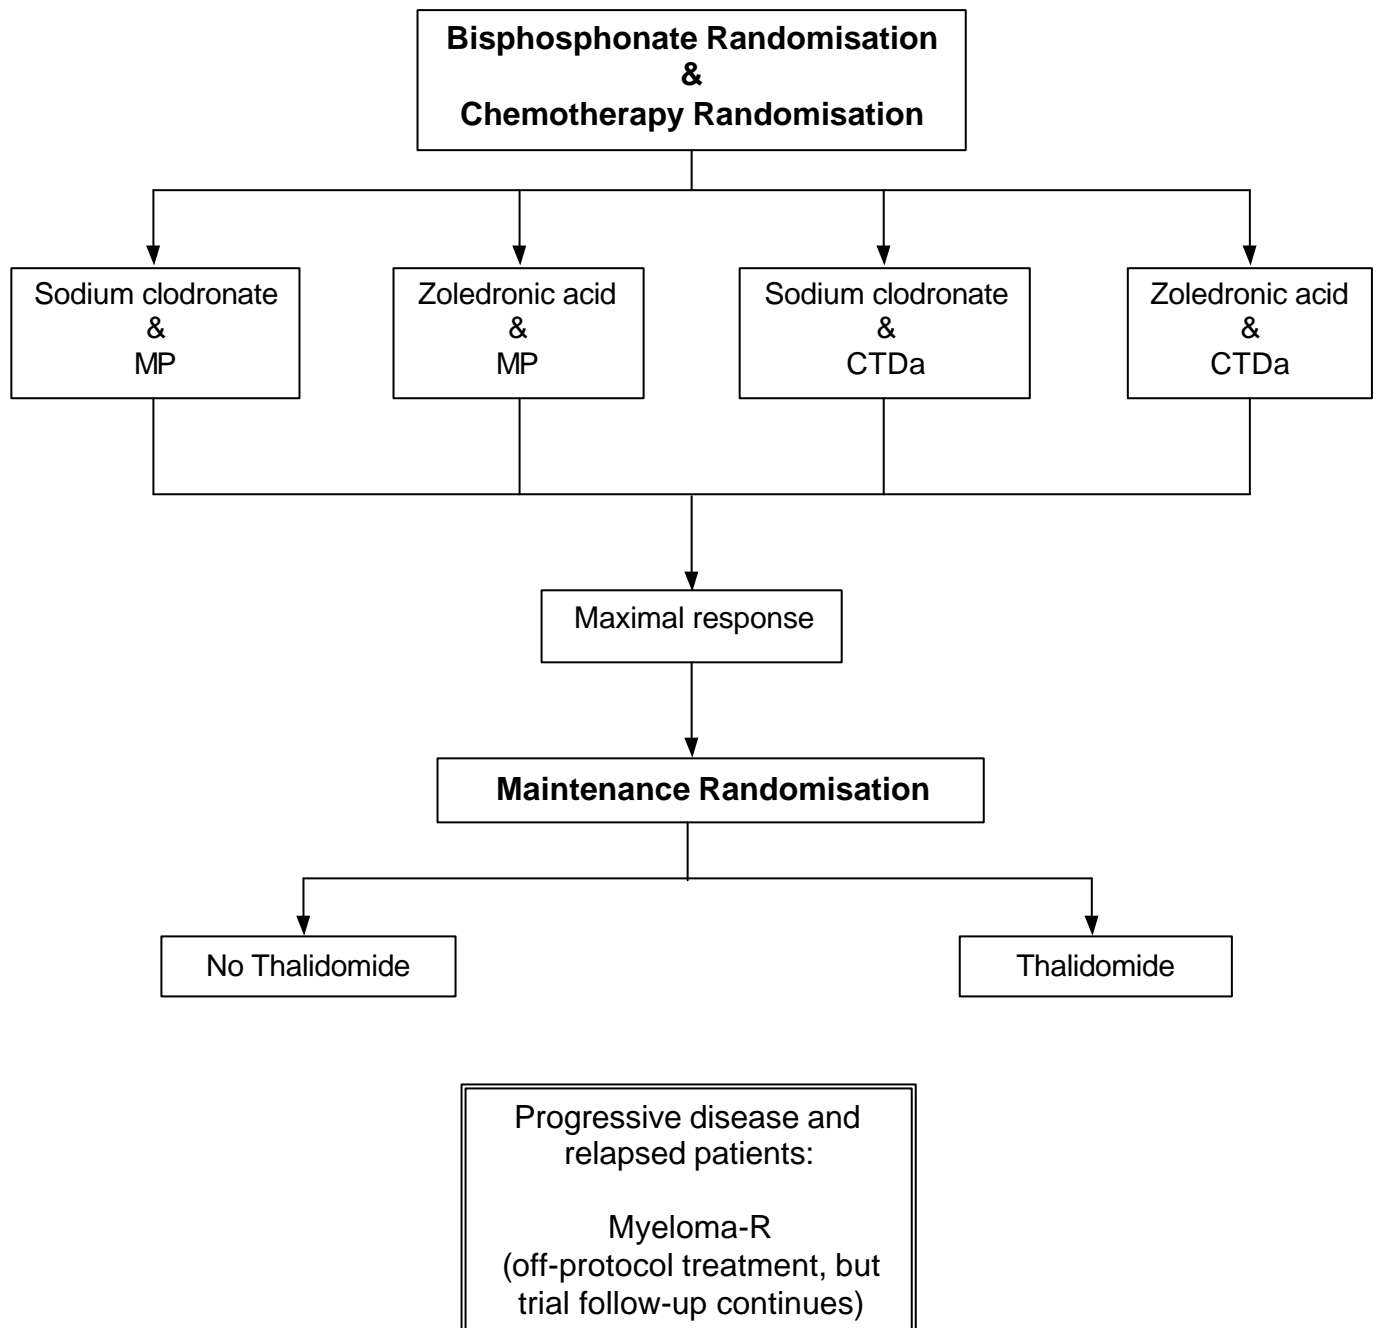 Bisphosphonate Randomisation
&
Chemotherapy Randomisation
Sodium clodronate
&
MP
Zoledronic acid
&
MP
Sodium clodronate
&
CTDa
Zoledronic acid
&
CTDa
Maximal response
Maintenance Randomisation
No Thalidomide
Thalidomide
Progressive disease and
relapsed patients:
Myeloma-R
(off-protocol treatment, but
trial follow-up continues)